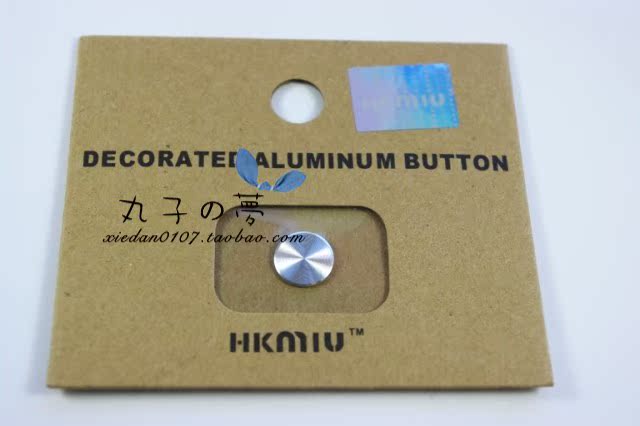 HKMIU
DECORATED ALUMINUM BUTTON
丸子の夢
xiedan0107.taobao.com
HKMIU™